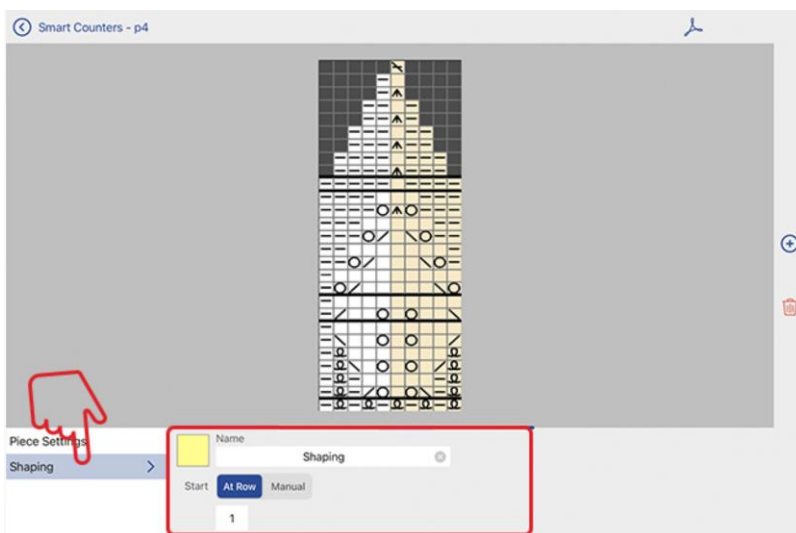 Smart Counters - p4
Piece Settings
Shaping
Name
Shaping
Start At Row Manual
1